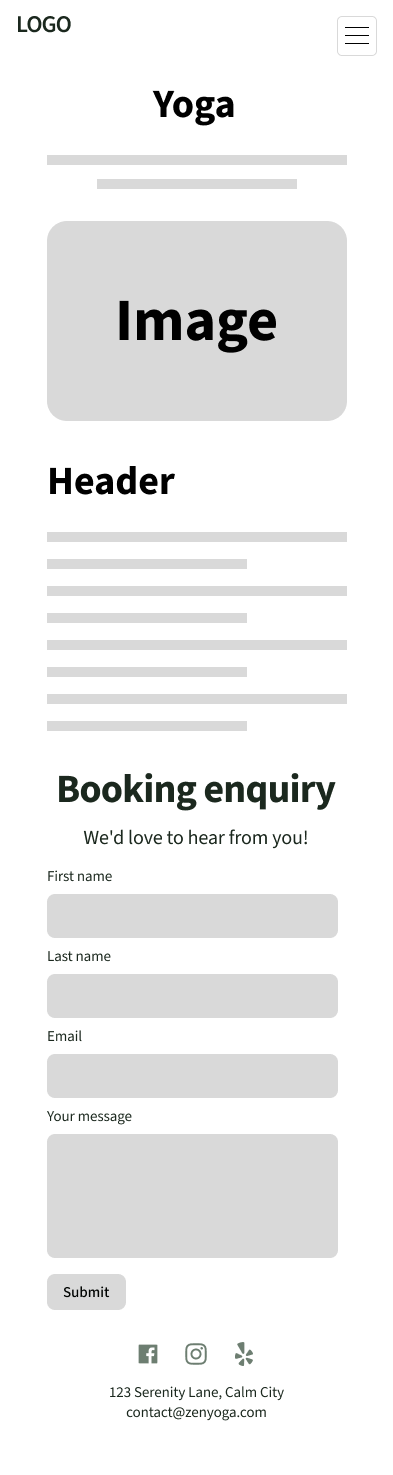 LOGO
Yoga
Image
Header
Booking enquiry
We'd love to hear from you!
First name
Last name
Email
Your message
Submit
123 Serenity Lane, Calm City
contact@zenyoga.com